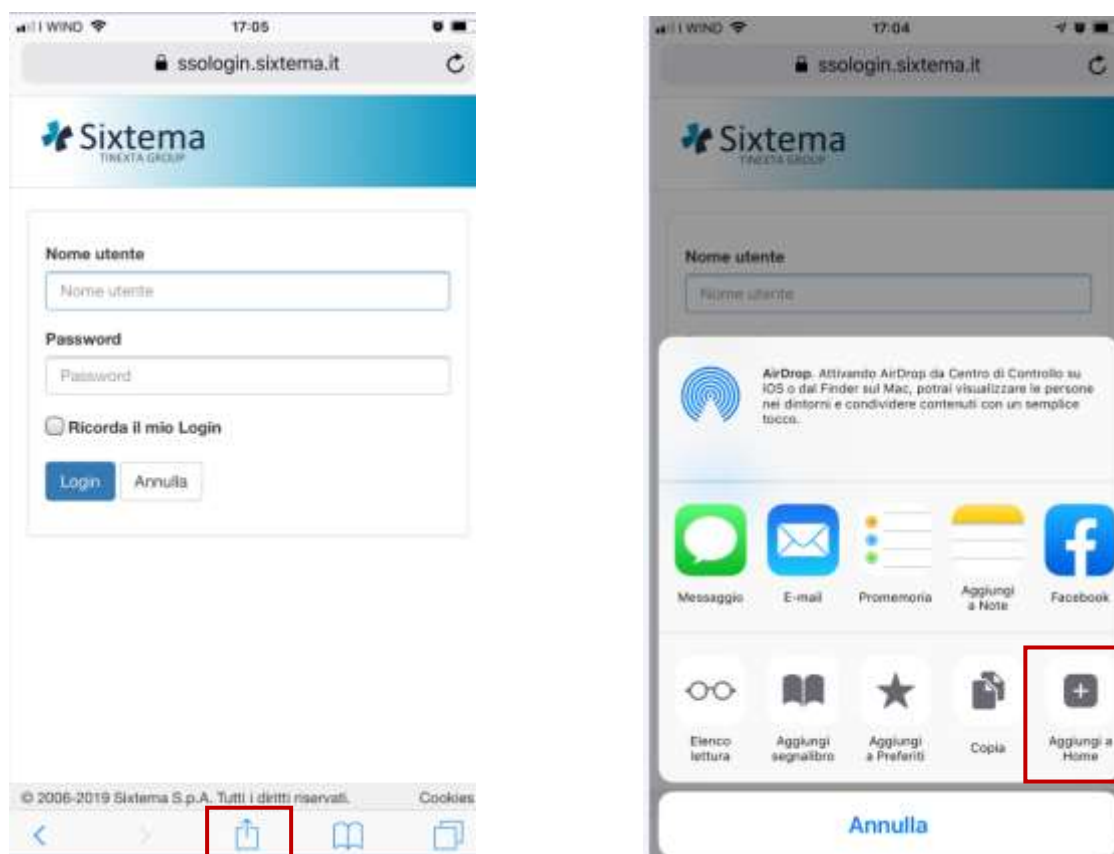 WIND 17:05
ssologin.sixtema.it
Sixtema
TINEXTA GROUP
Nome utente
Nome utente
Password
Password
Ricorda il mio Login
Login Annulla
© 2006-2019 Sixtema S.p.A. Tutti i diritti riservati. Cookies
WIND 17:04
ssologin.sixtema.it
Sixtema
TINEXTA GROUP
Nome utente
Nome utente
AirDrop. Attivando AirDrop da Centro di Controllo su
iOS o dal Finder sul Mac, potrai visualizzare le persone
nei dintorni e condividere contenuti con un semplice
tocco.
Messaggio E-mail Promemoria Aggiungi a Note Facebook
Elenco lettura Aggiungi segnalibro Aggiungi a Preferiti Copia Aggiungi a Home
Annulla